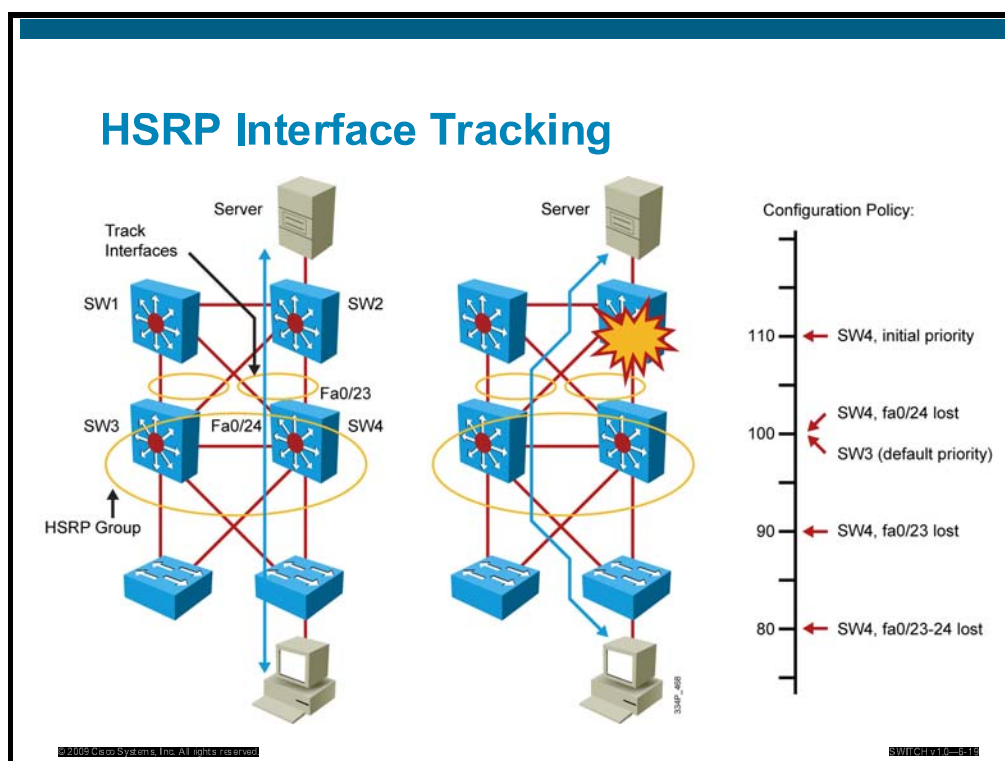 HSRP Interface Tracking
Server
Track
Interfaces
SW1
SW2
Fa0/23
SW3
Fa0/24
SW4
HSRP Group
Server
334P_468
Configuration Policy:
110
SW4, initial priority
SW4, fa0/24 lost
100
SW3 (default priority)
90
SW4, fa0/23 lost
80
SW4, fa0/23-24 lost
© 2009 Cisco Systems, Inc. All rights reserved.
SWITCH v1.0—6-19